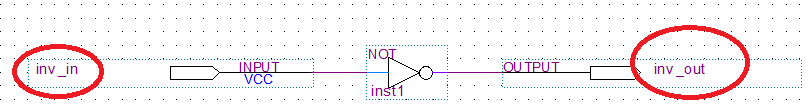 inv_in
INPUT
VCC
NOT
inst1
OUTPUT
inv_out